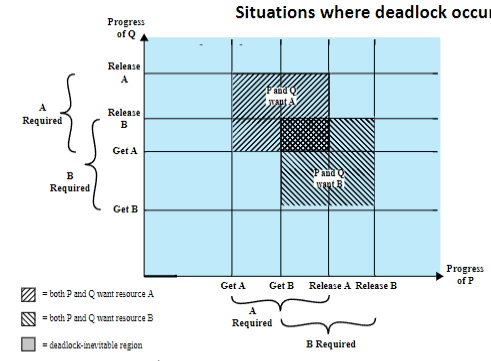 Situations where deadlock occu
Progress
of Q
Release
A
P and Q
want A
A
Required
Release
B
Get A
P and Q
want B
B
Required
Get B
Progress
of P
Get A Get B Release A Release B
A
Required
B Required
= both P and Q want resource A
= both P and Q want resource B
= deadlock-inevitable region